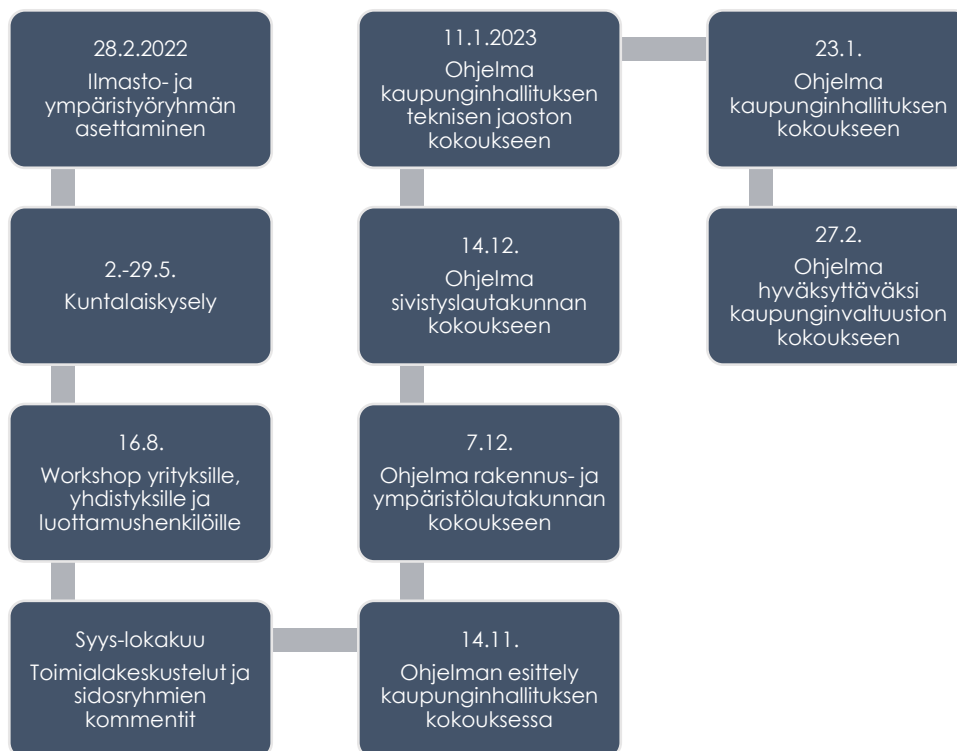 28.2.2022
Ilmasto- ja
ympäristyöryhmän
asettaminen
2.-29.5.
Kuntalaiskysely
16.8.
Workshop yrityksille,
yhdistyksille ja
luottamushenkilöille
Syys-lokakuu
Toimialakeskustelut ja
sidosryhmien
kommentit
14.11.
Ohjelman esittely
kaupunginhallituksen
kokouksessa
7.12.
Ohjelma rakennus- ja
ympäristölautakunnan
kokoukseen
14.12.
Ohjelma
sivistyslautakunnan
kokoukseen
11.1.2023
Ohjelma
kaupunginhallituksen
teknisen jaoston
kokoukseen
23.1.
Ohjelma
kaupunginhallituksen
kokoukseen
27.2.
Ohjelma
hyväksyttäväksi
kaupunginvaltuuston
kokoukseen